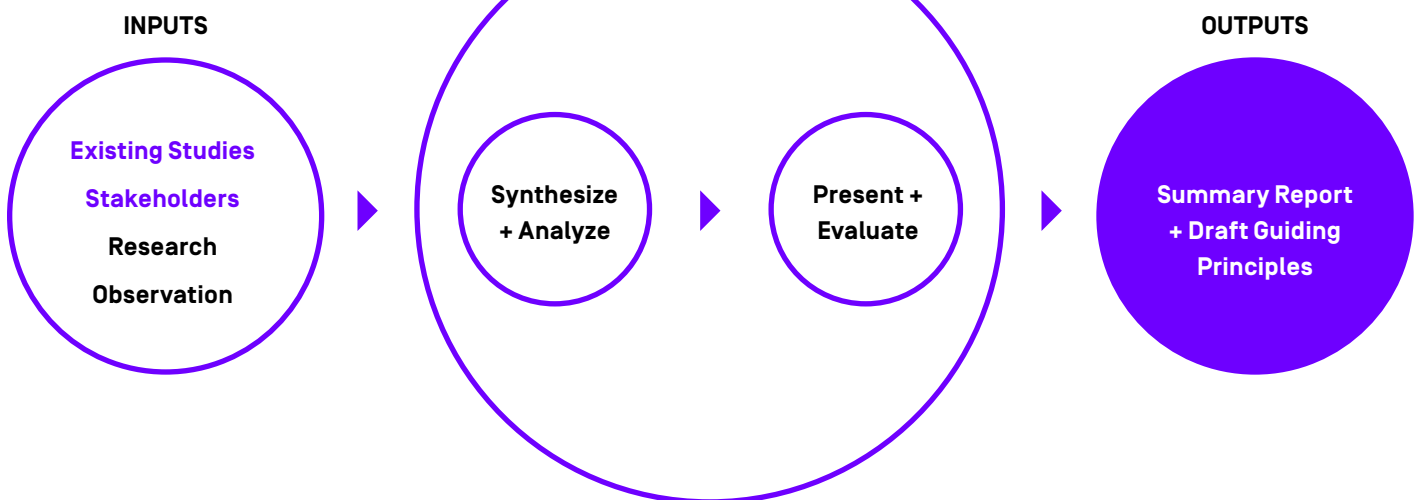 INPUTS
Existing Studies
Stakeholders
Research
Observation
Synthesize
+ Analyze
Present +
Evaluate
OUTPUTS
Summary Report
+ Draft Guiding
Principles